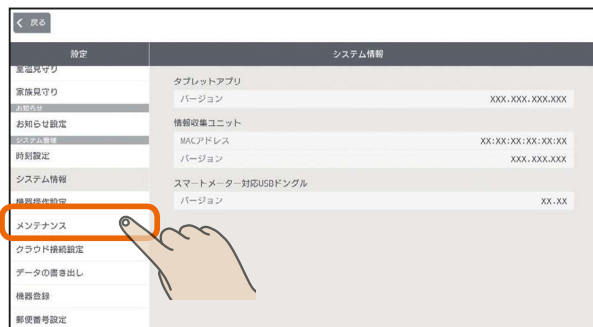 戻る
設定
システム情報
室温見守り
家族見守り
お知らせ
お知らせ設定
システム管理
時刻設定
システム情報
機器操作設定
メンテナンス
クラウド接続設定
データの書き出し
機器登録
郵便番号設定
タブレットアプリ
バージョン XXX.XXX.XXX.XXX
情報収集ユニット
MACアドレス XX:XX:XX:XX:XX:XX
バージョン XXX.XXX.XXX
スマートメーター対応USBドングル
バージョン XX.XX